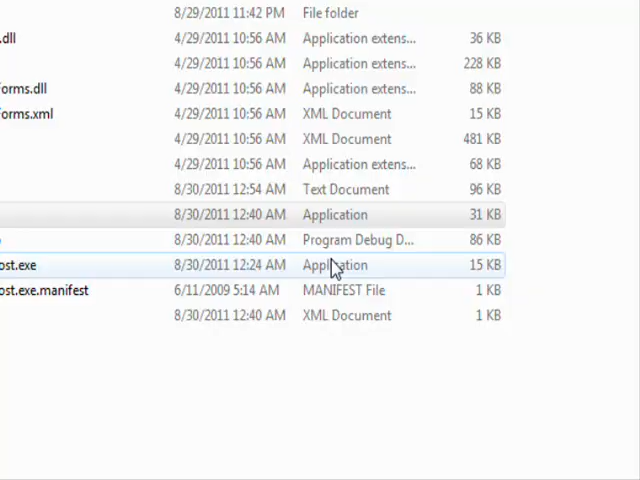 8/29/2011 11:42 PM File folder
.dll 4/29/2011 10:56 AM Application extens... 36 KB
4/29/2011 10:56 AM Application extens... 228 KB
Forms.dll 4/29/2011 10:56 AM Application extens... 88 KB
Forms.xml 4/29/2011 10:56 AM XML Document 15 KB
4/29/2011 10:56 AM XML Document 481 KB
4/29/2011 10:56 AM Application extens... 68 KB
8/30/2011 12:54 AM Text Document 96 KB
8/30/2011 12:40 AM Application 31 KB
8/30/2011 12:40 AM Program Debug D... 86 KB
ost.exe 8/30/2011 12:24 AM Application 15 KB
ost.exe.manifest 6/11/2009 5:14 AM MANIFEST File 1 KB
8/30/2011 12:40 AM XML Document 1 KB